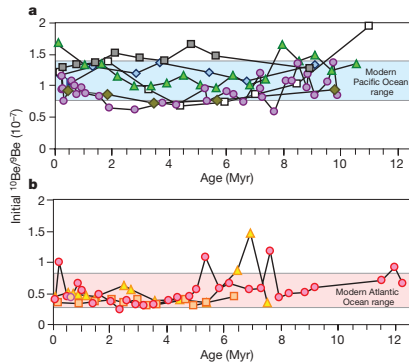 a
2
1.5
1
0.5
0
Modern
Pacific Ocean
range
0 2 4 6 8 10 12
Age (Myr)
Initial ¹⁰Be/⁹Be (10⁻⁷)
b
2
1.5
1
0.5
0
Modern Atlantic
Ocean range
0 2 4 6 8 10 12
Age (Myr)